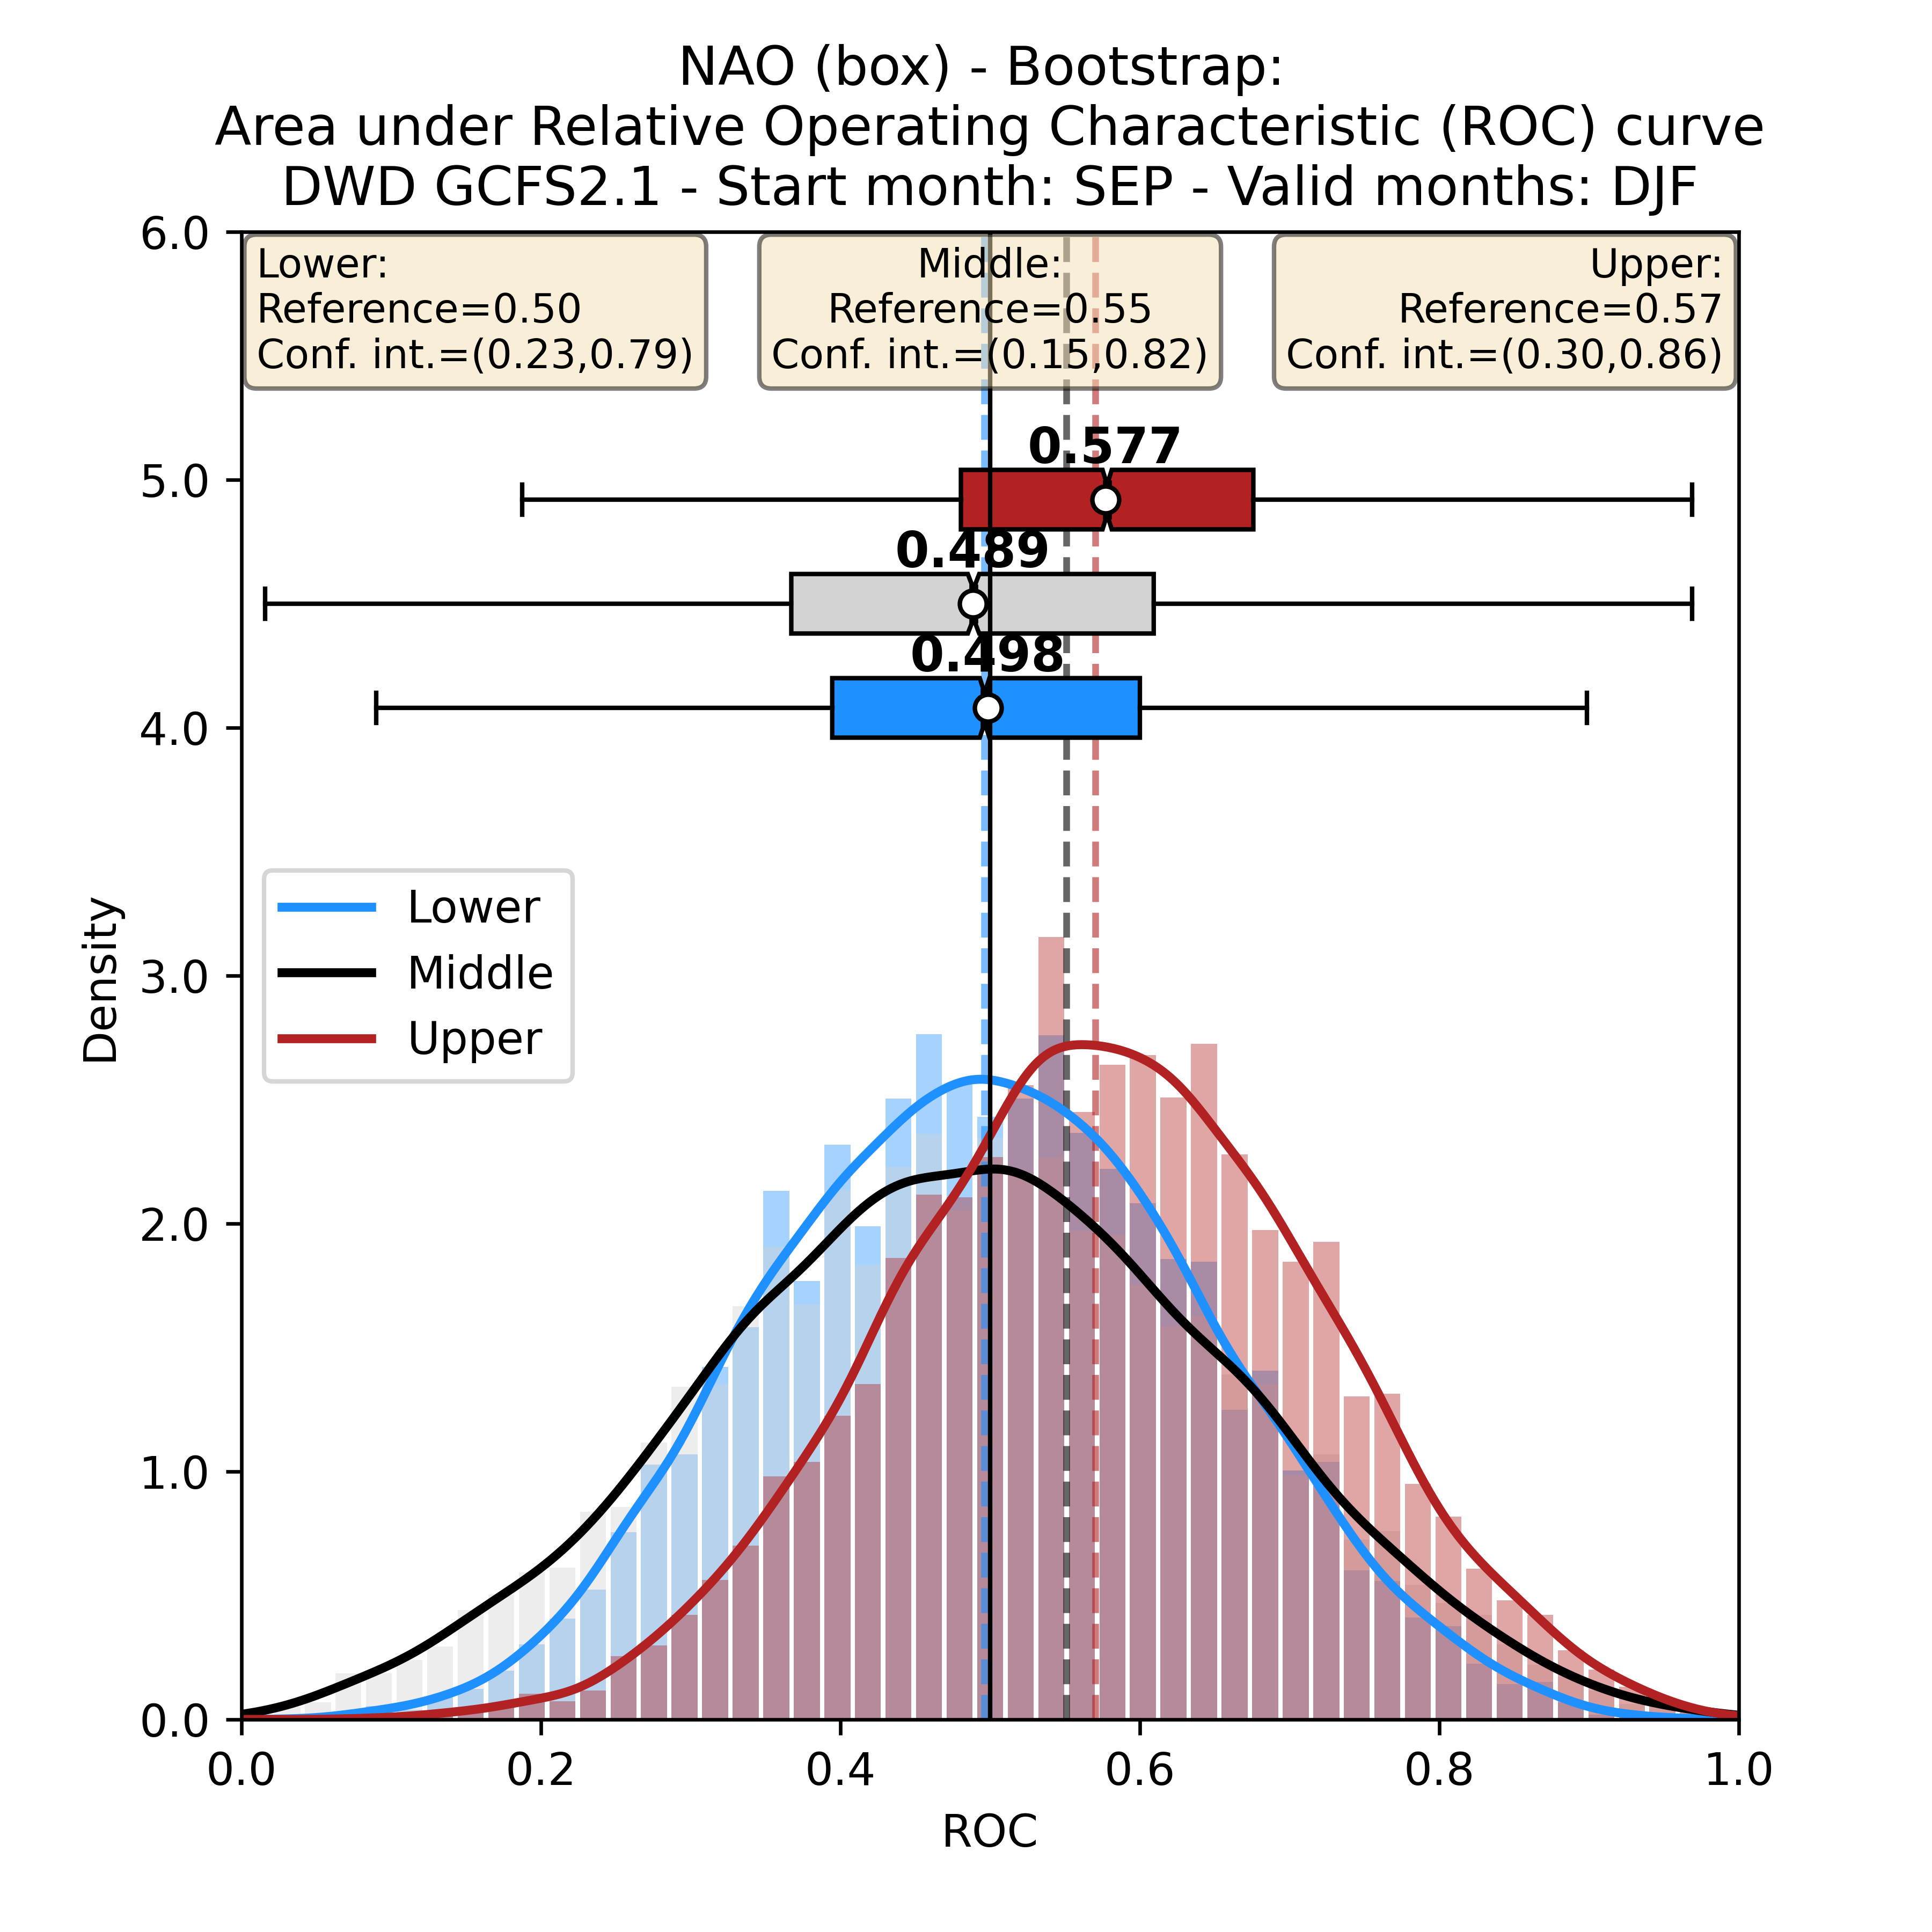 NAO (box) - Bootstrap:
Area under Relative Operating Characteristic (ROC) curve
DWD GCFS2.1 - Start month: SEP - Valid months: DJF
6.0
Lower:
Reference=0.50
Conf. int.=(0.23,0.79)
Middle:
Reference=0.55
Conf. int.=(0.15,0.82)
Upper:
Reference=0.57
Conf. int.=(0.30,0.86)
0.577
5.0
0.489
0.498
4.0
Lower
Middle
Upper
Density
3.0
2.0
1.0
0.0
0.0 0.2 0.4 0.6 0.8 1.0
ROC